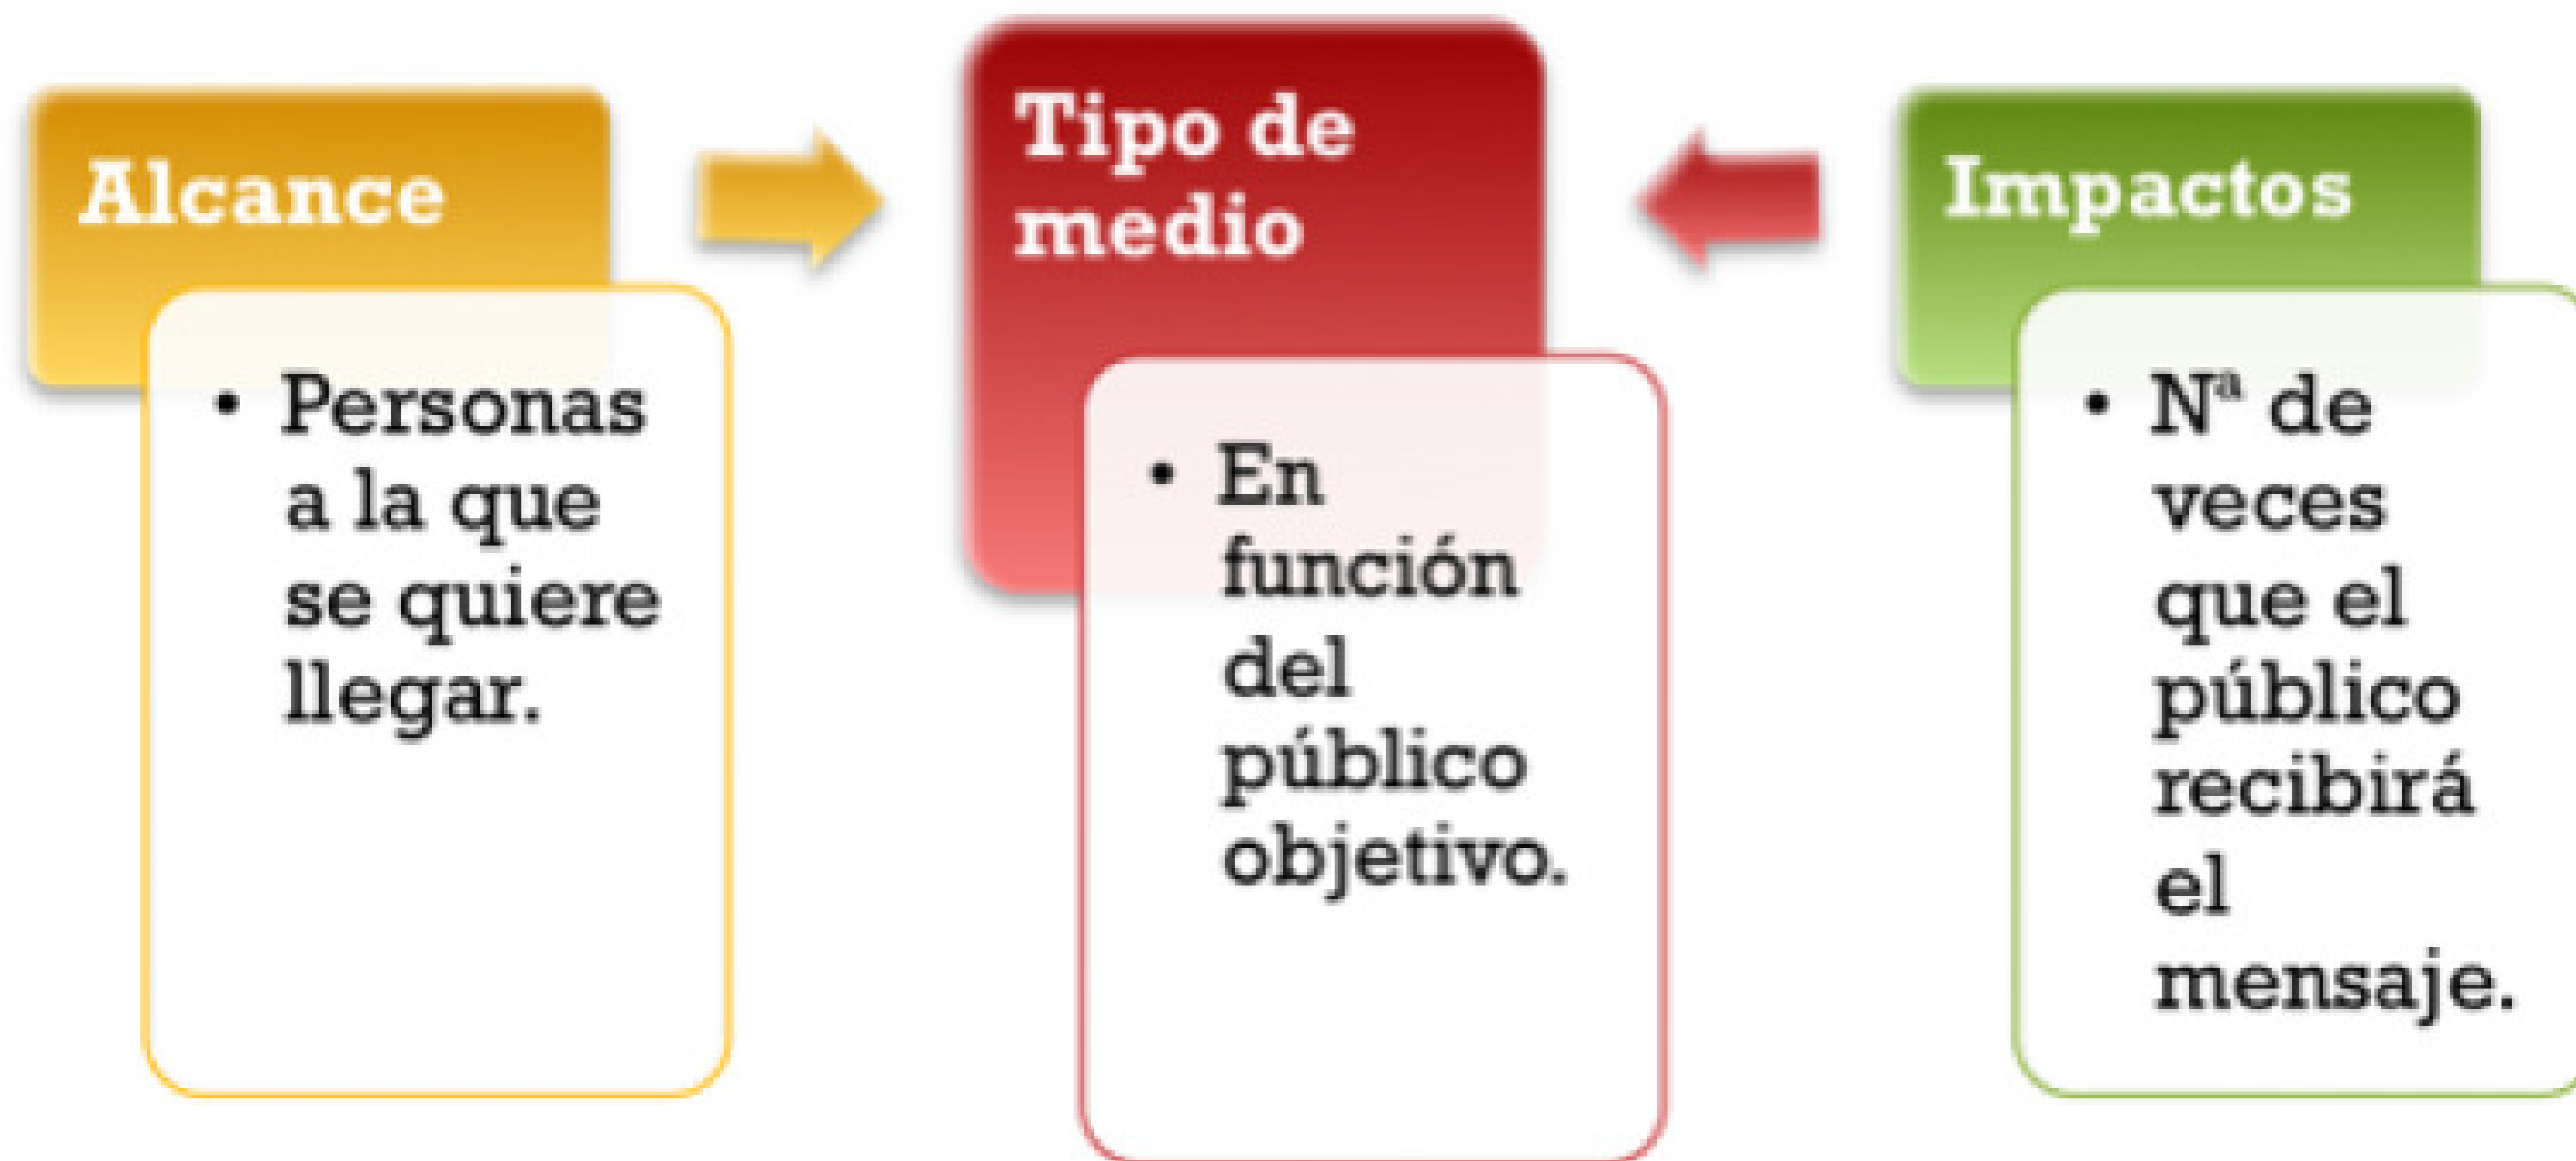 Alcance
• Personas
a la que
se quiere
llegar.
Tipo de
medio
• En
función
del
público
objetivo.
Impactos
• Nª de
veces
que el
público
recibirá
el
mensaje.